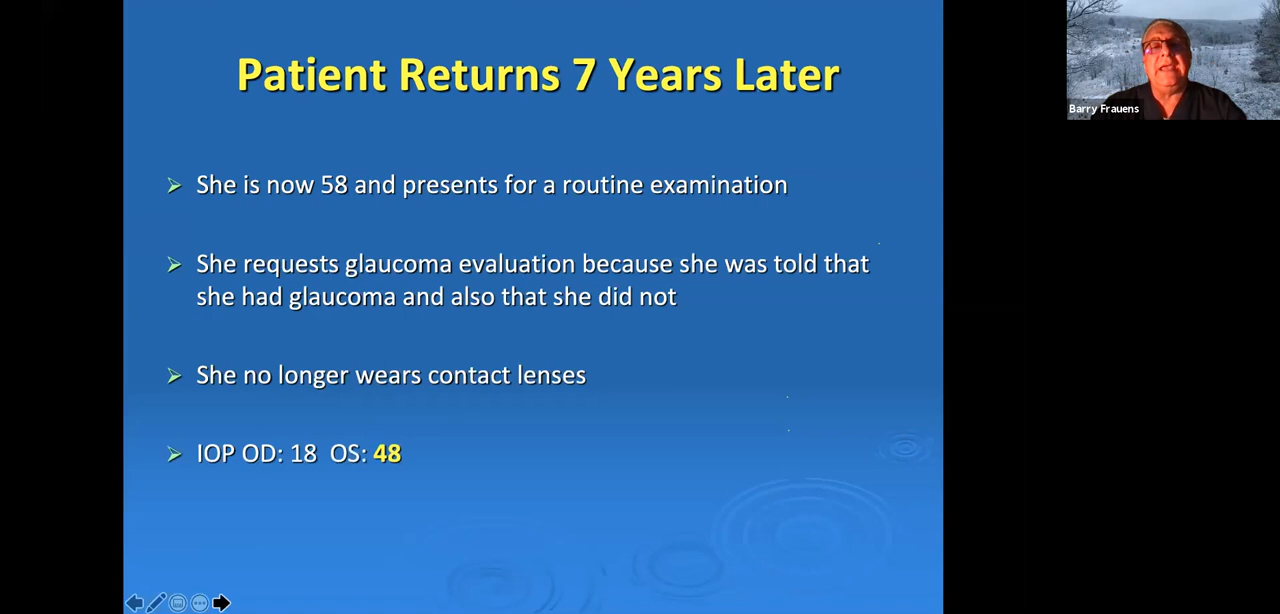 Patient Returns 7 Years Later
She is now 58 and presents for a routine examination
She requests glaucoma evaluation because she was told that
she had glaucoma and also that she did not
She no longer wears contact lenses
IOP OD: 18 OS: 48
Barry Frauens